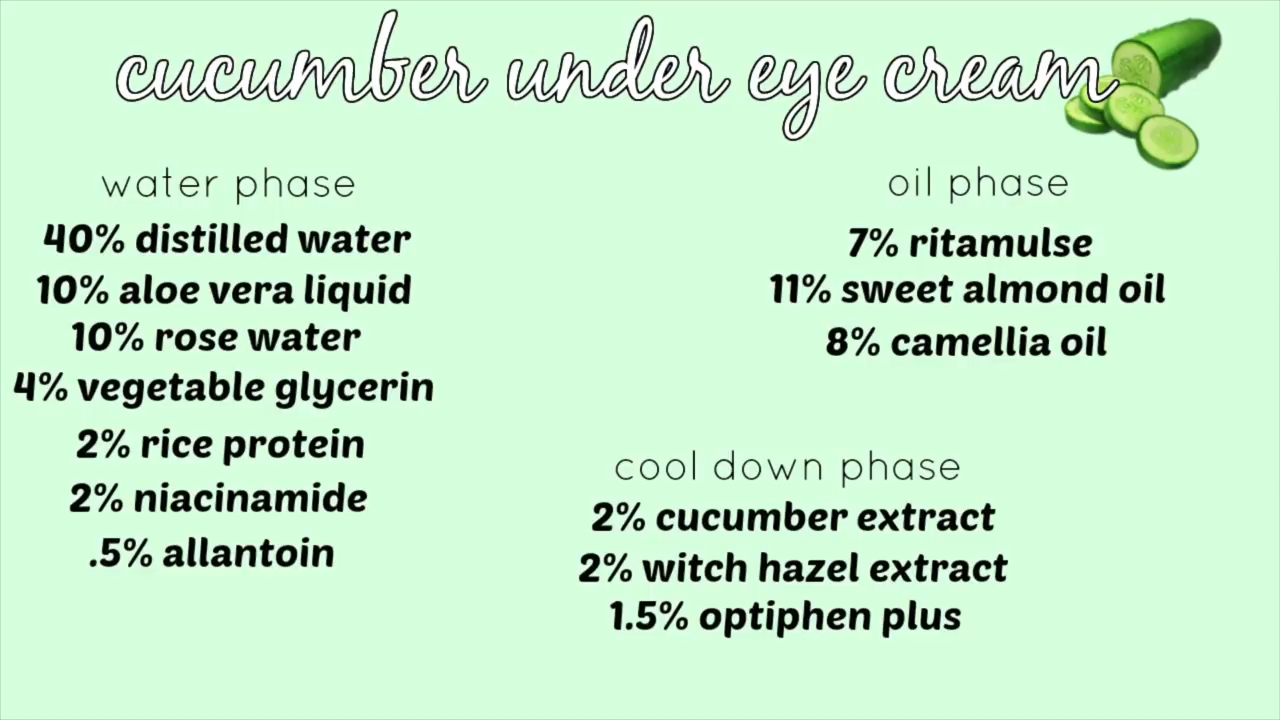 cucumber under eye cream
water phase
40% distilled water
10% aloe vera liquid
10% rose water
4% vegetable glycerin
2% rice protein
2% niacinamide
.5% allantoin
oil phase
7% ritamulse
11% sweet almond oil
8% camellia oil
cool down phase
2% cucumber extract
2% witch hazel extract
1.5% optiphen plus